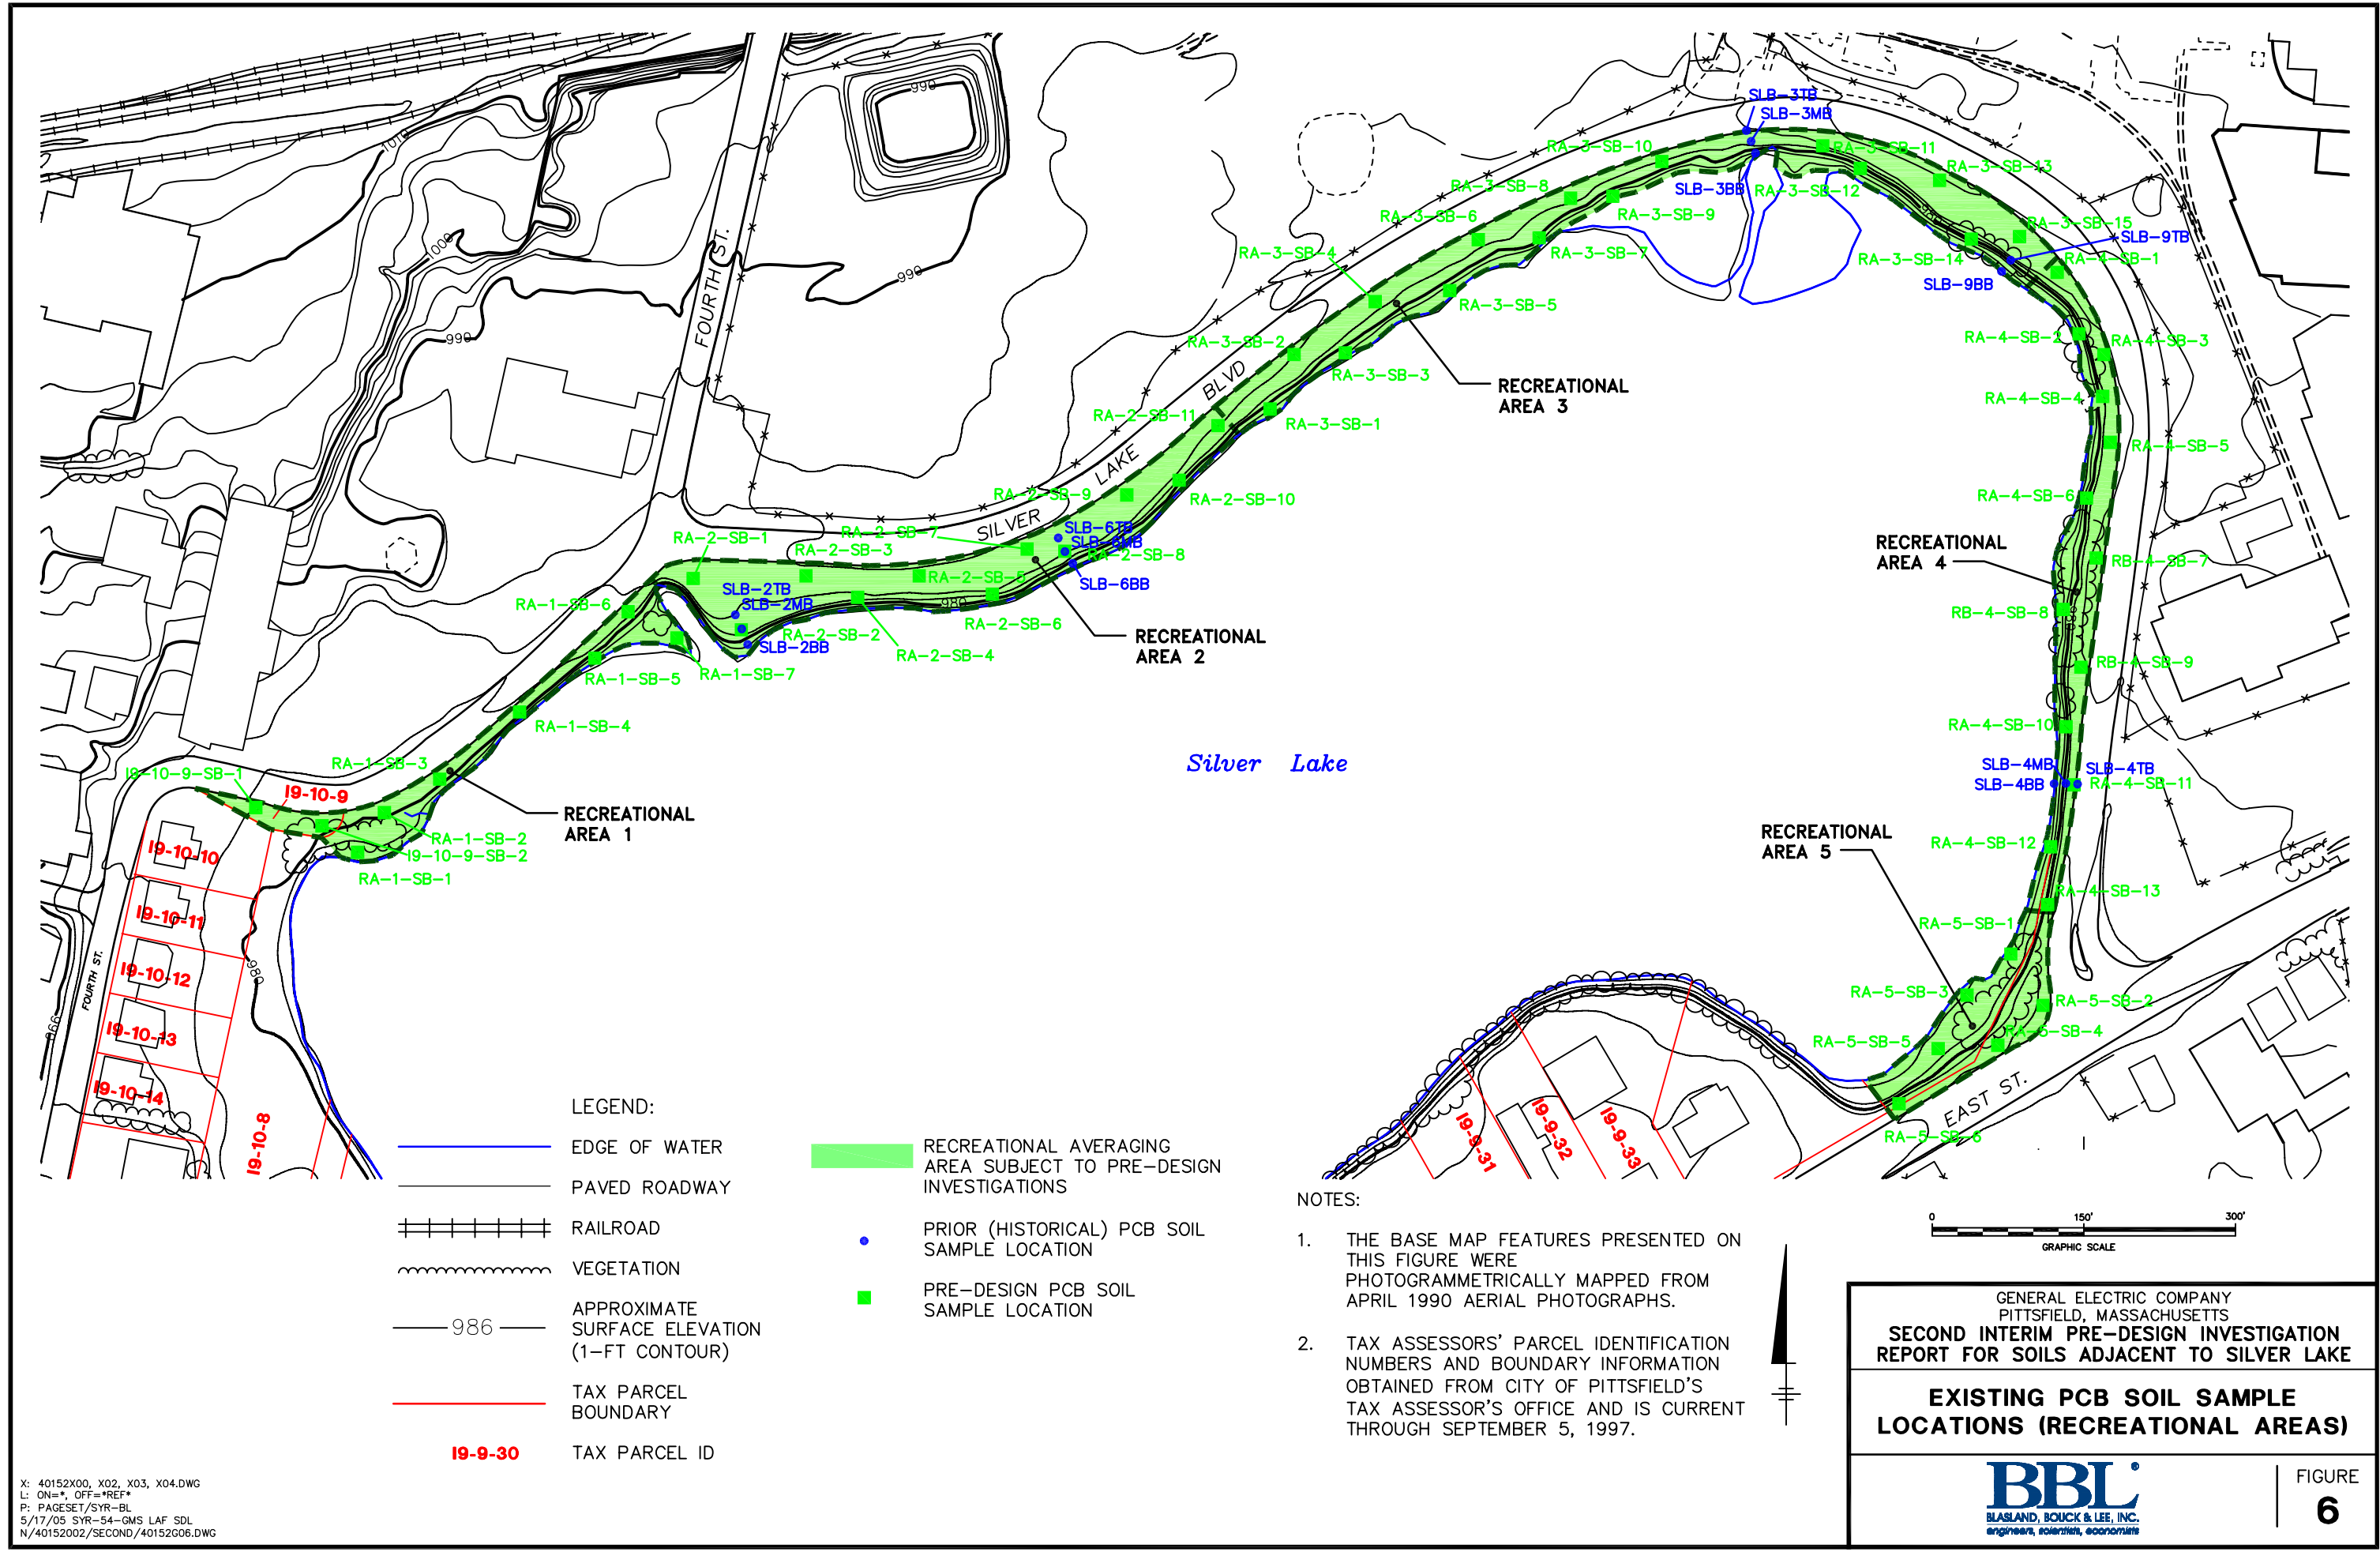 990
1010
1000
990
990
FOURTH ST.
SLB-3TB
SLB-3MB
RA-3-SB-10
RA-3-SB-11
RA-3-SB-13
RA-3-SB-8
SLB-3BB
RA-3-SB-12
RA-3-SB-6
RA-3-SB-9
980
RA-3-SB-15
SLB-9TB
RA-3-SB-4
RA-3-SB-7
RA-3-SB-14
RA-4-SB-1
SLB-9BB
RA-3-SB-5
RA-3-SB-2
RA-4-SB-2
RA-4-SB-3
RA-3-SB-3
BLVD
RECREATIONAL
AREA 3
RA-4-SB-4
RA-2-SB-11
RA-3-SB-1
RA-4-SB-5
LAKE
RA-2-SB-9
RA-2-SB-10
RA-4-SB-6
SILVER
SLB-6TB
RA-2-SB-1
RA-2-SB-7
SLB-6MB
RA-2-SB-3
RA-2-SB-8
RECREATIONAL
AREA 4
RB-4-SB-7
RA-2-SB-5
SLB-6BB
SLB-2TB
980
RA-1-SB-6
SLB-2MB
RB-4-SB-8
980
RA-2-SB-6
RA-2-SB-2
RECREATIONAL
AREA 2
SLB-2BB
RA-2-SB-4
RB-4-SB-9
RA-1-SB-5
RA-1-SB-7
RA-1-SB-4
RA-4-SB-10
Silver Lake
RA-1-SB-3
I9-10-9-SB-1
SLB-4MB
SLB-4TB
SLB-4BB
RA-4-SB-11
I9-10-9
RECREATIONAL
AREA 1
RECREATIONAL
AREA 5
RA-1-SB-2
RA-4-SB-12
I9-10-10
I9-10-9-SB-2
RA-1-SB-1
RA-4-SB-13
I9-10-11
RA-5-SB-1
I9-10-12
980
FOURTH ST.
RA-5-SB-3
RA-5-SB-2
986
I9-10-13
RA-5-SB-4
RA-5-SB-5
I9-10-14
EAST ST.
I9-10-8
I9-9-31
I9-9-32
I9-9-33
RA-5-SB-6
LEGEND:
EDGE OF WATER
PAVED ROADWAY
RAILROAD
VEGETATION
986
APPROXIMATE
SURFACE ELEVATION
(1-FT CONTOUR)
TAX PARCEL
BOUNDARY
I9-9-30
TAX PARCEL ID
RECREATIONAL AVERAGING
AREA SUBJECT TO PRE-DESIGN
INVESTIGATIONS
PRIOR (HISTORICAL) PCB SOIL
SAMPLE LOCATION
PRE-DESIGN PCB SOIL
SAMPLE LOCATION
NOTES:
1. THE BASE MAP FEATURES PRESENTED ON
THIS FIGURE WERE
PHOTOGRAMMETRICALLY MAPPED FROM
APRIL 1990 AERIAL PHOTOGRAPHS.
2. TAX ASSESSORS' PARCEL IDENTIFICATION
NUMBERS AND BOUNDARY INFORMATION
OBTAINED FROM CITY OF PITTSFIELD'S
TAX ASSESSOR'S OFFICE AND IS CURRENT
THROUGH SEPTEMBER 5, 1997.
0 150' 300'
GRAPHIC SCALE
GENERAL ELECTRIC COMPANY
PITTSFIELD, MASSACHUSETTS
SECOND INTERIM PRE-DESIGN INVESTIGATION
REPORT FOR SOILS ADJACENT TO SILVER LAKE
EXISTING PCB SOIL SAMPLE
LOCATIONS (RECREATIONAL AREAS)
BBL®
BLASLAND, BOUCK & LEE, INC.
engineers, scientists, economists
FIGURE
6
X: 40152X00, X02, X03, X04.DWG
L: ON=*, OFF=*REF*
P: PAGESET/SYR-BL
5/17/05 SYR-54-GMS LAF SDL
N/40152002/SECOND/40152G06.DWG